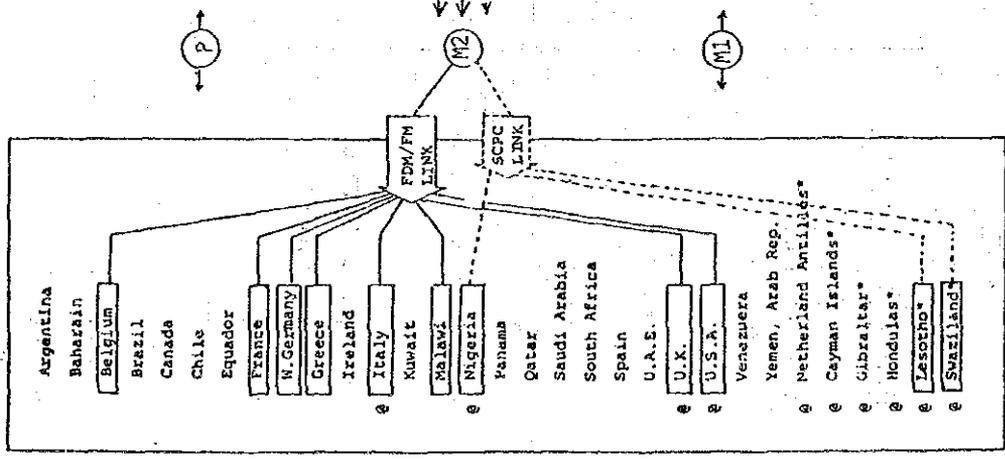 P
M2
M1
FDM/FM
LINK
SCPC
LINK
Argentina
Baharain
Belgium
Brazil
Canada
Chile
Equador
France
W.Germany
Greece
Ireland
@ Italy
Kuwait
Malawi
@ Nigeria
Panama
Qatar
Saudi Arabia
South Africa
Spain
U.A.E.
@ U.K.
@ U.S.A.
Venezuera
Yemen, Arab Rep.
@ Netherland Antilles*
@ Cayman Islands*
@ Gibraltar*
@ Hondulas*
@ Lesotho*
@ Swaziland*